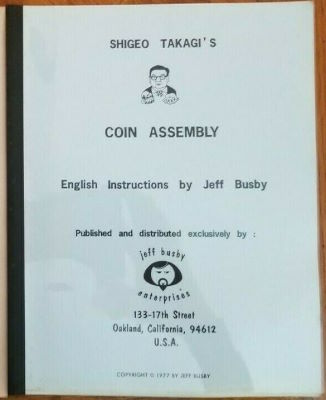 SHIGEO TAKAGI'S
COIN ASSEMBLY
English Instructions by Jeff Busby
Published and distributed exclusively by :
jeff busby
enterprises
133-17th Street
Oakland, California, 94612
U.S.A.
COPYRIGHT © 1977 BY JEFF BUSBY